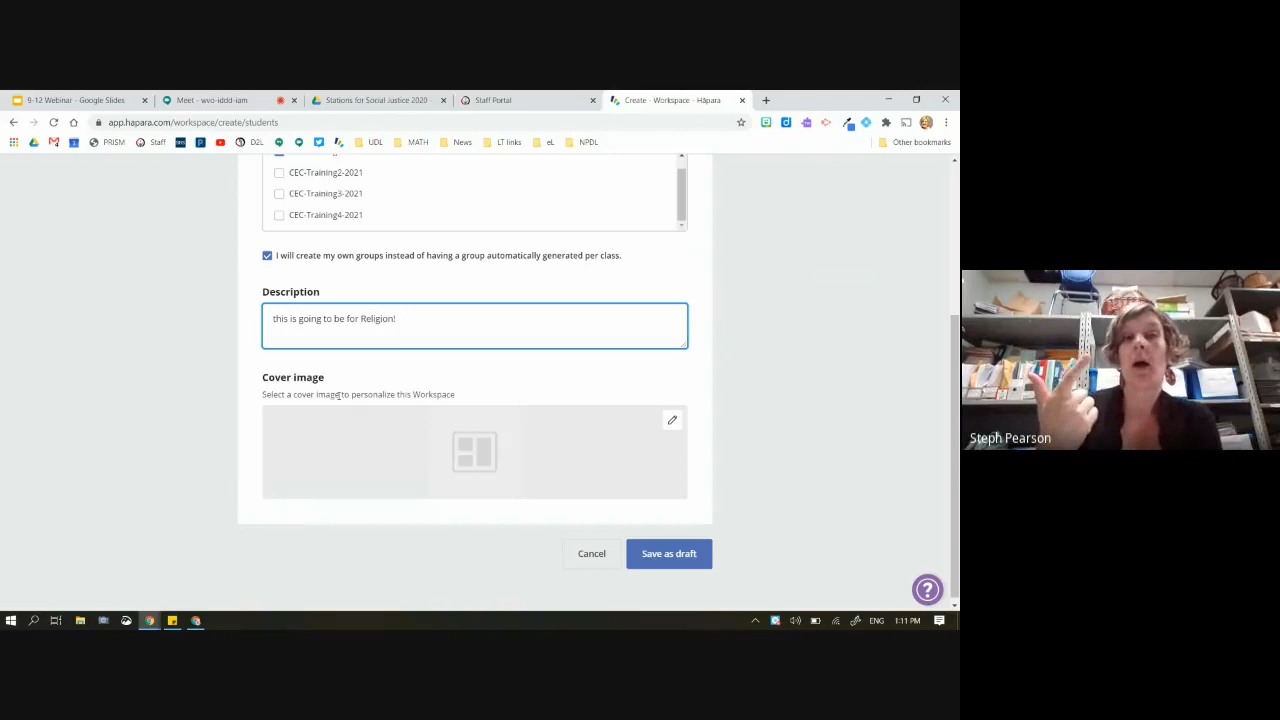 9-12 Webinar - Google Slides
Meet - wvo-iddd-iam
Stations for Social Justice 2020
Staff Portal
Create - Workspace - Hāpara
app.hapara.com/workspace/create/students
PRISM
Staff
D2L
UDL
MATH
News
LT links
eL
NPDL
Other bookmarks
CEC-Training2-2021
CEC-Training3-2021
CEC-Training4-2021
I will create my own groups instead of having a group automatically generated per class.
Description
this is going to be for Religion!
Cover image
Select a cover image to personalize this Workspace
Cancel
Save as draft
?
Steph Pearson
ENG
1:11 PM